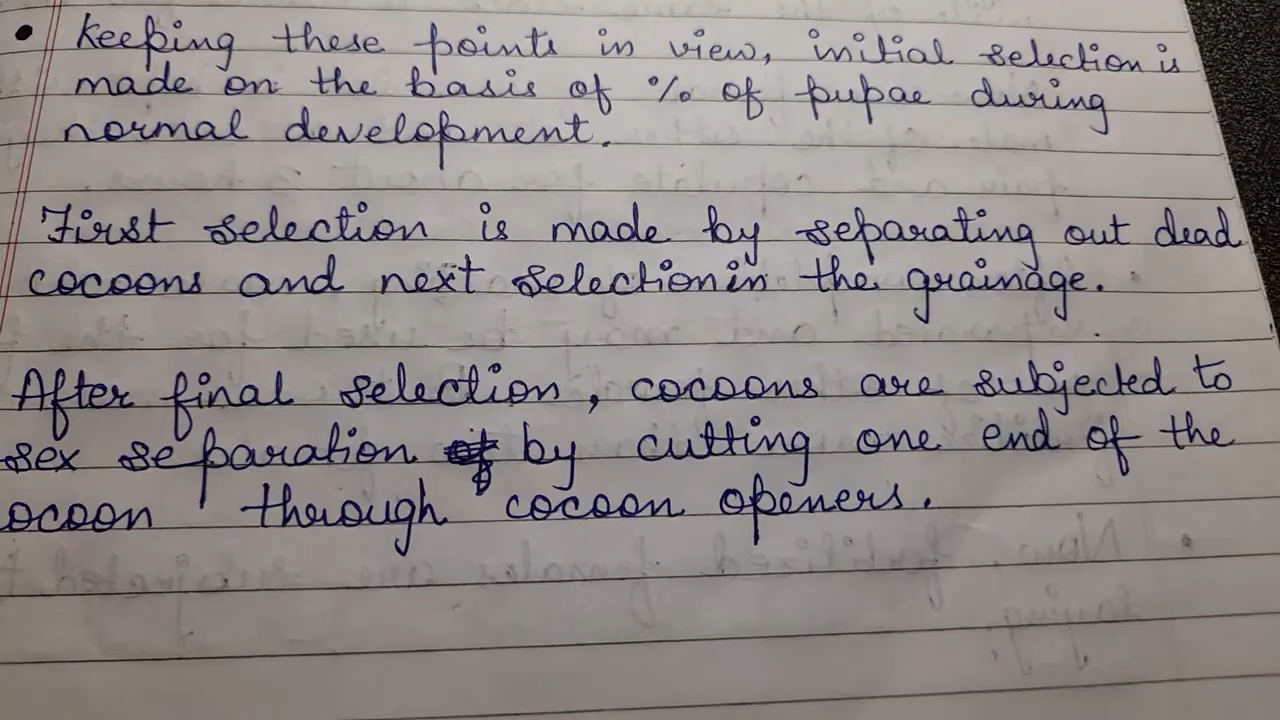 • Keeping these points in view, initial selection is
made on the basis of % of pupae during
normal development.
First selection is made by separating out dead
cocoons and next selection in the grainage.
After final selection, cocoons are subjected to
sex separation by cutting one end of the
ocoon through cocoon openers.